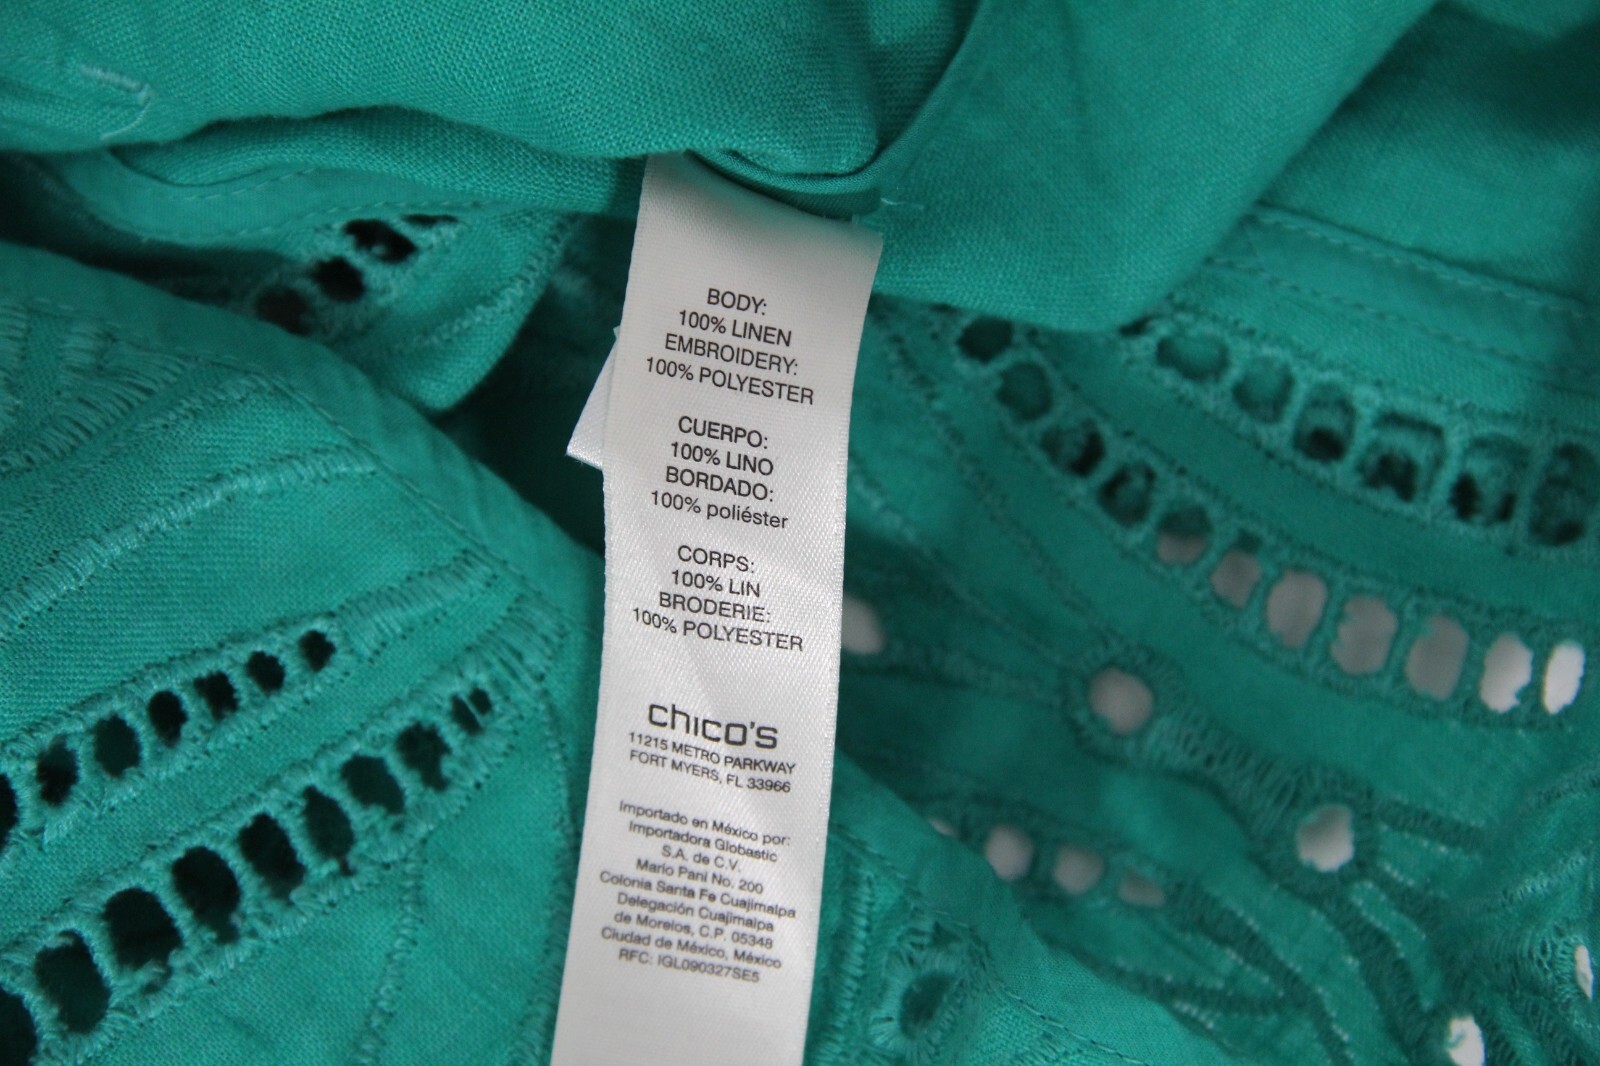 BODY:
100% LINEN
EMBROIDERY:
100% POLYESTER
CUERPO:
100% LINO
BORDADO:
100% poliéster
CORPS:
100% LIN
BRODERIE:
100% POLYESTER
chico's
11215 METRO PARKWAY
FORT MYERS, FL 33966
Importado en México por:
Importadora Globastic
S.A. de C.V.
Mario Pani No. 200
Colonia Santa Fe Cuajimalpa
Delegación Cuajimalpa
de Morelos, C.P. 05348
Ciudad de México, México
RFC: IGL090327SE5